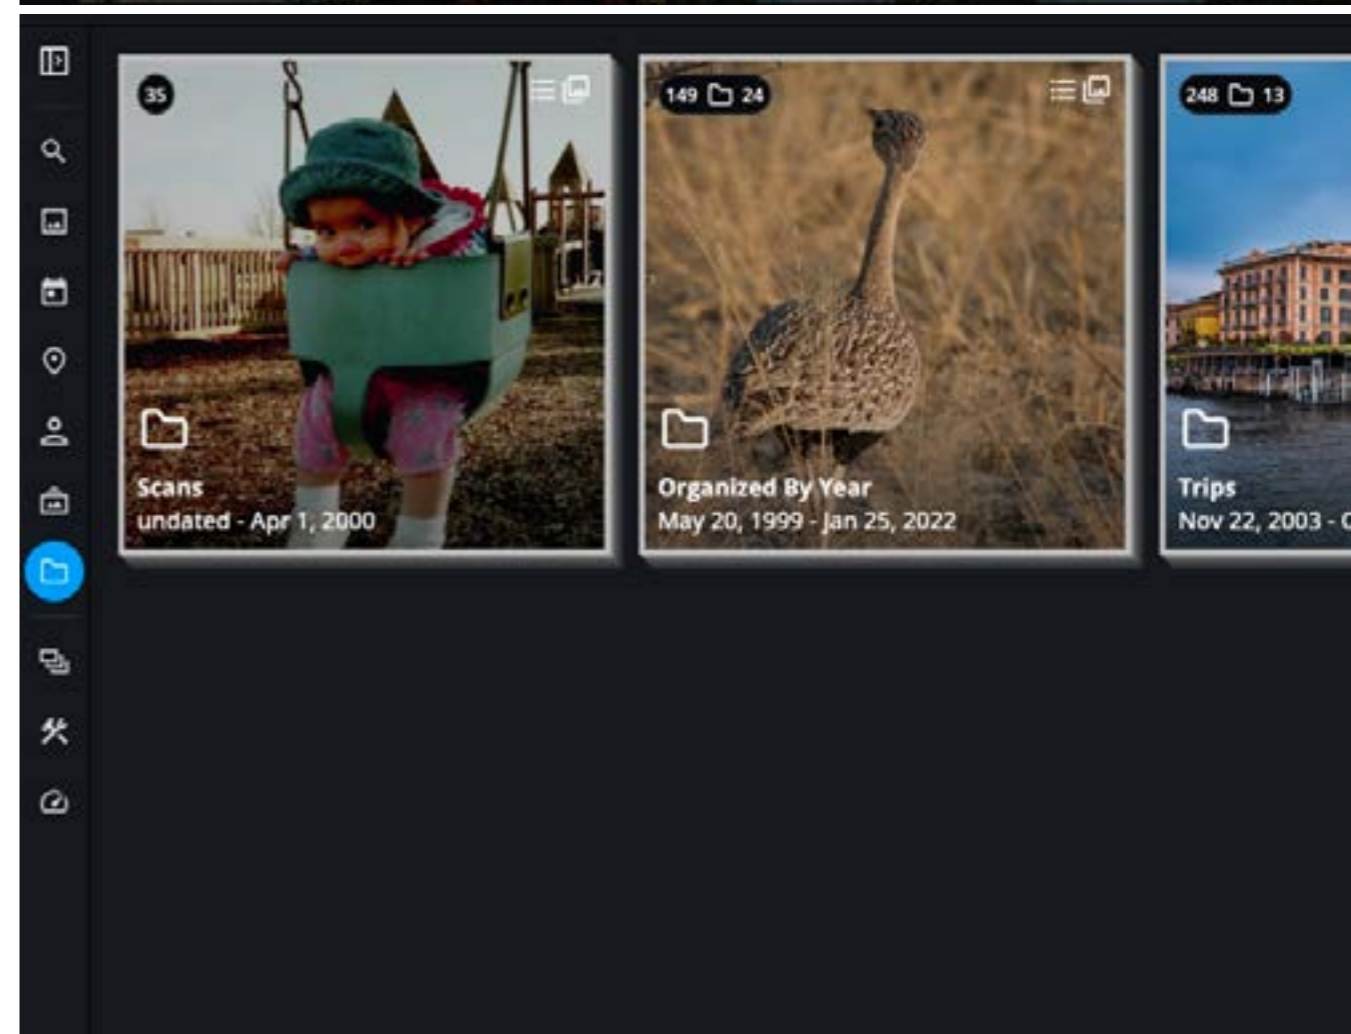 35
149 24
248 13
Scans
undated - Apr 1, 2000
Organized By Year
May 20, 1999 - Jan 25, 2022
Trips
Nov 22, 2003 -